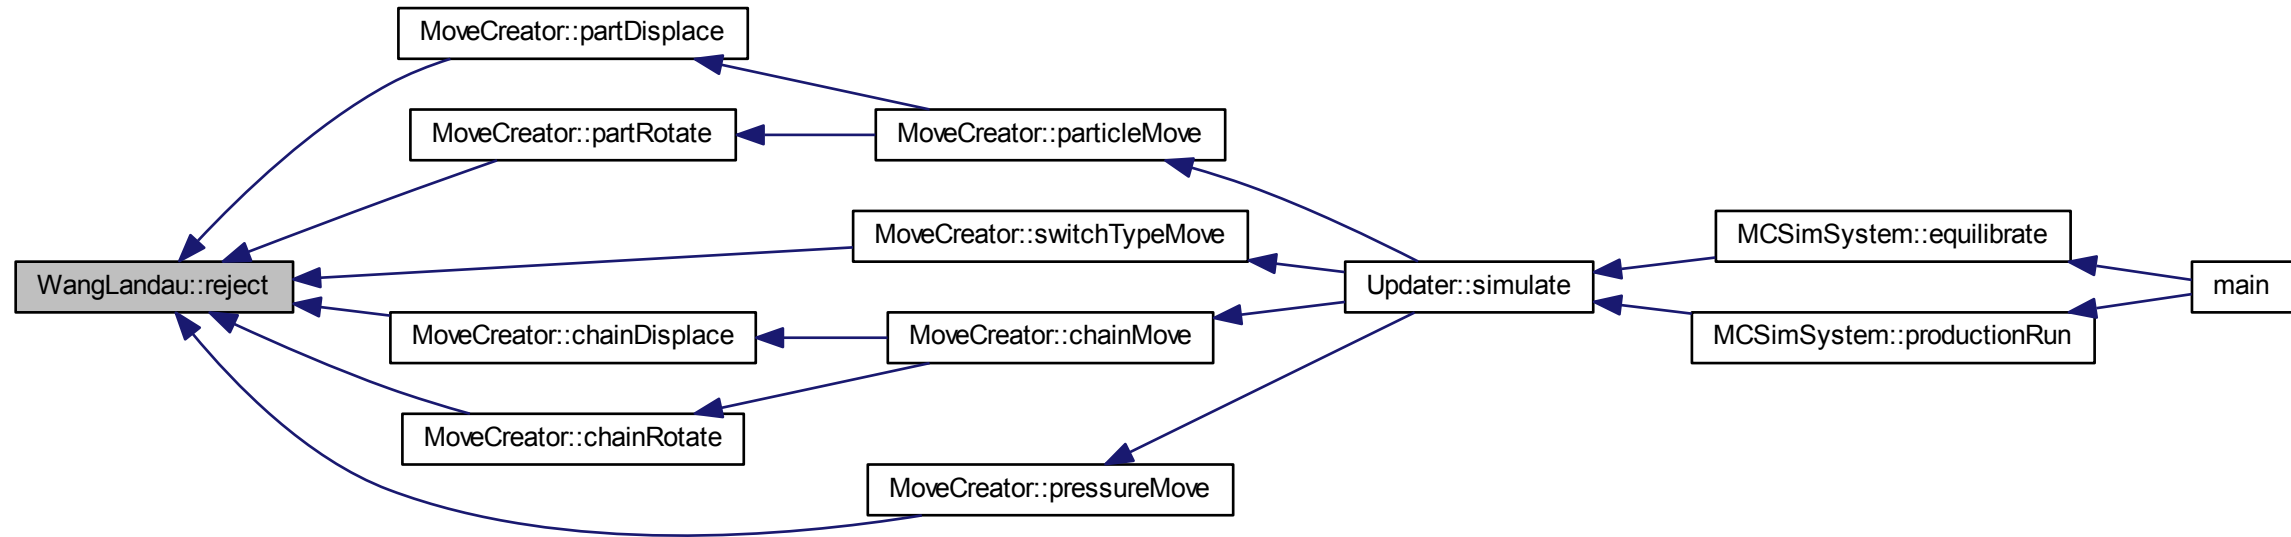 MoveCreator::partDisplace
MoveCreator::partRotate
MoveCreator::particleMove
MoveCreator::switchTypeMove
MCSimSystem::equilibrate
WangLandau::reject
Updater::simulate
main
MoveCreator::chainDisplace
MoveCreator::chainMove
MCSimSystem::productionRun
MoveCreator::chainRotate
MoveCreator::pressureMove